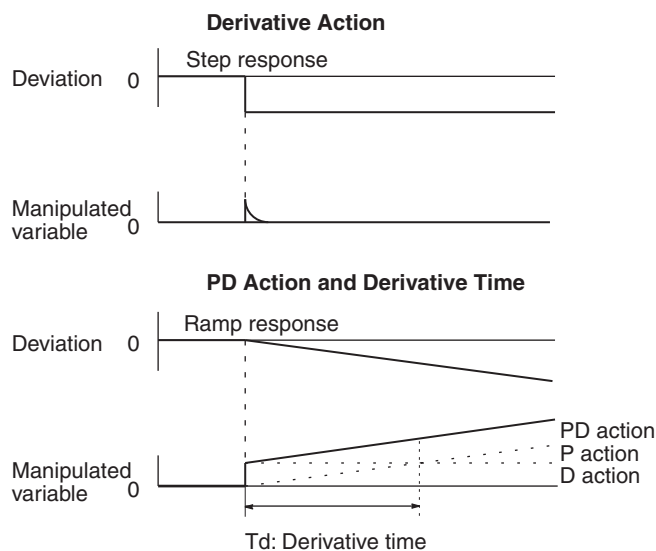 Derivative Action
Step response
Deviation 0
Manipulated
variable 0
PD Action and Derivative Time
Ramp response
Deviation 0
PD action
P action
D action
Manipulated
variable 0
Td: Derivative time